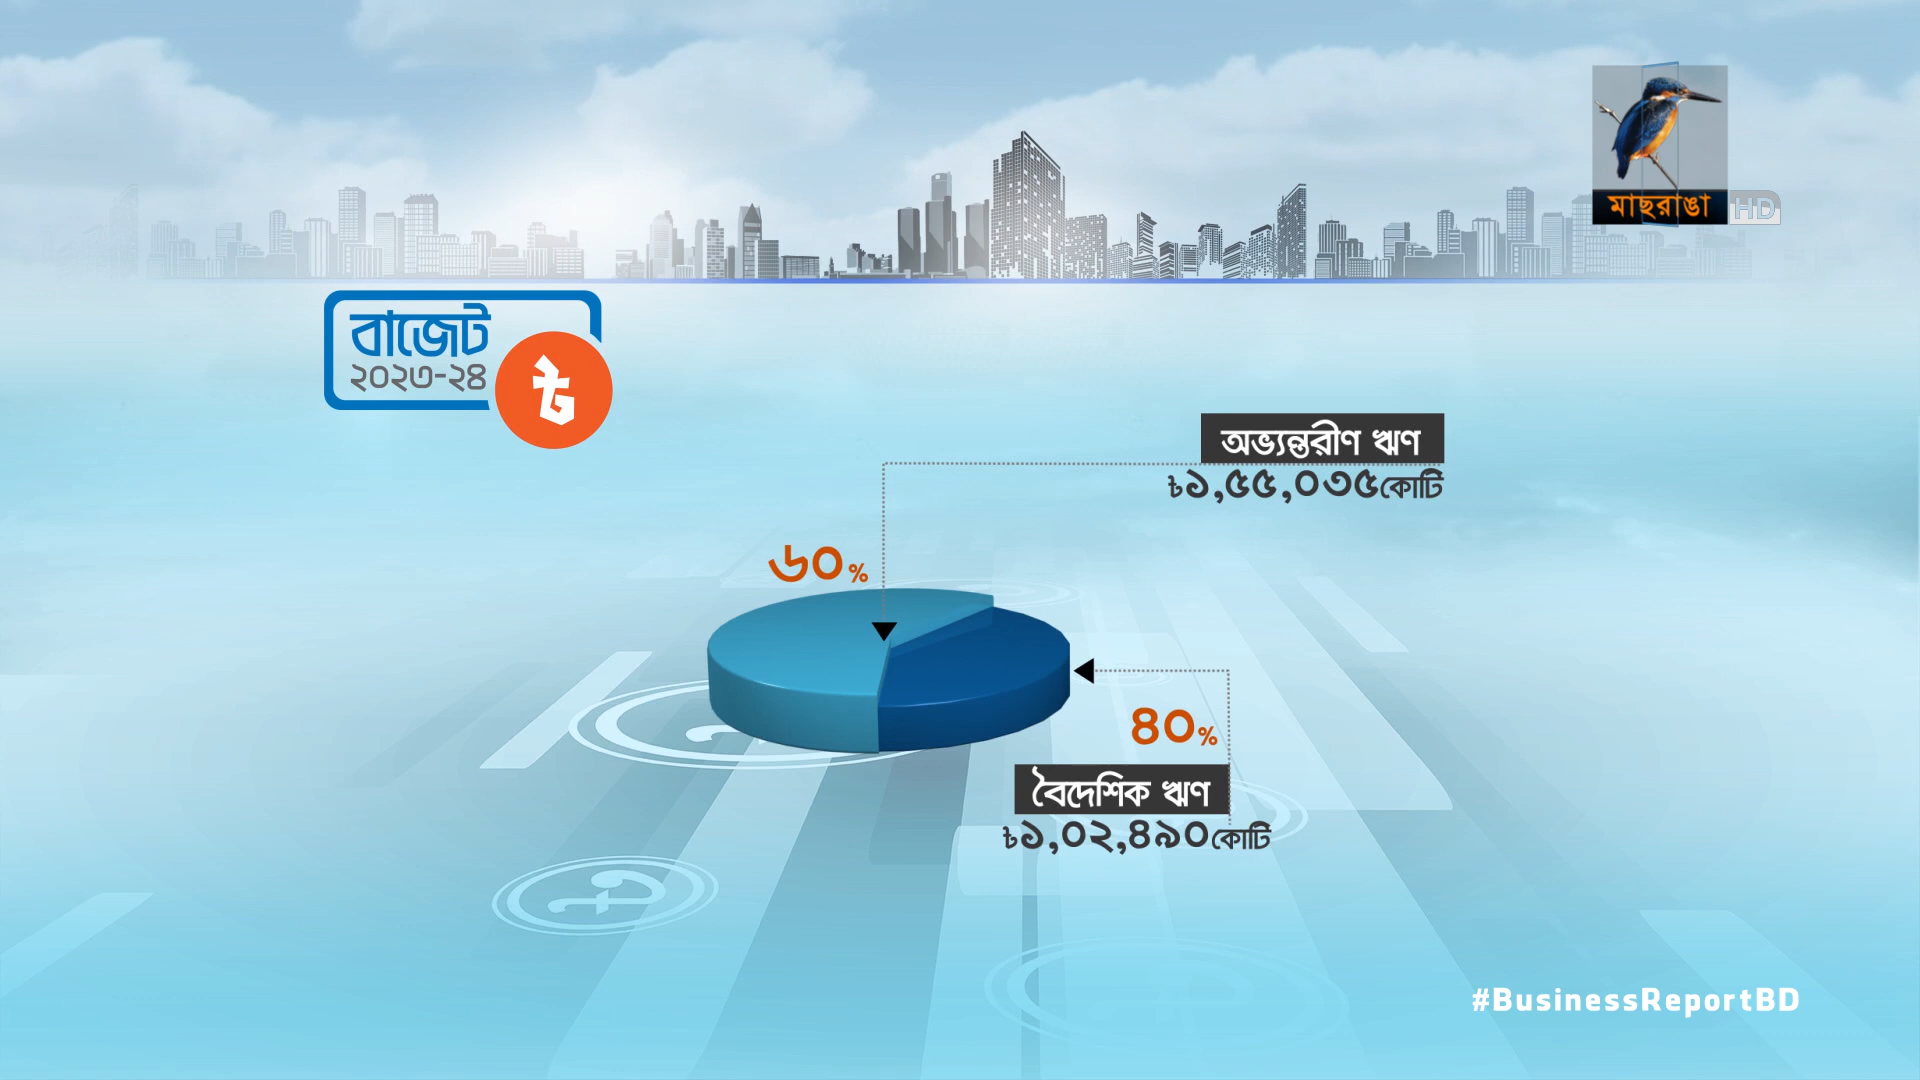 মাছরাঙা
HD
বাজেট
২০২৩-২৪
৳
অভ্যন্তরীণ ঋণ
৳১,৫৫,০৩৫কোটি
৬০%
৪০%
বৈদেশিক ঋণ
৳১,০২,৪৯০কোটি
#BusinessReportBD